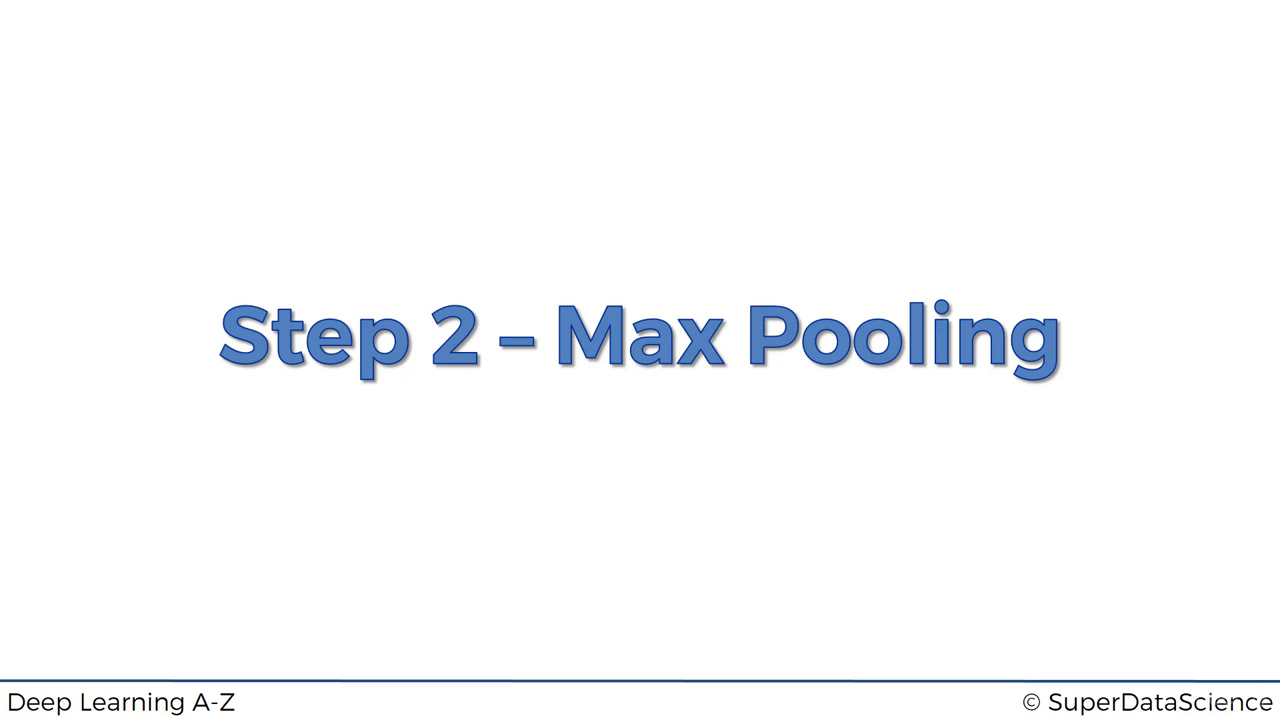 Step 2 – Max Pooling
Deep Learning A-Z
© SuperDataScience